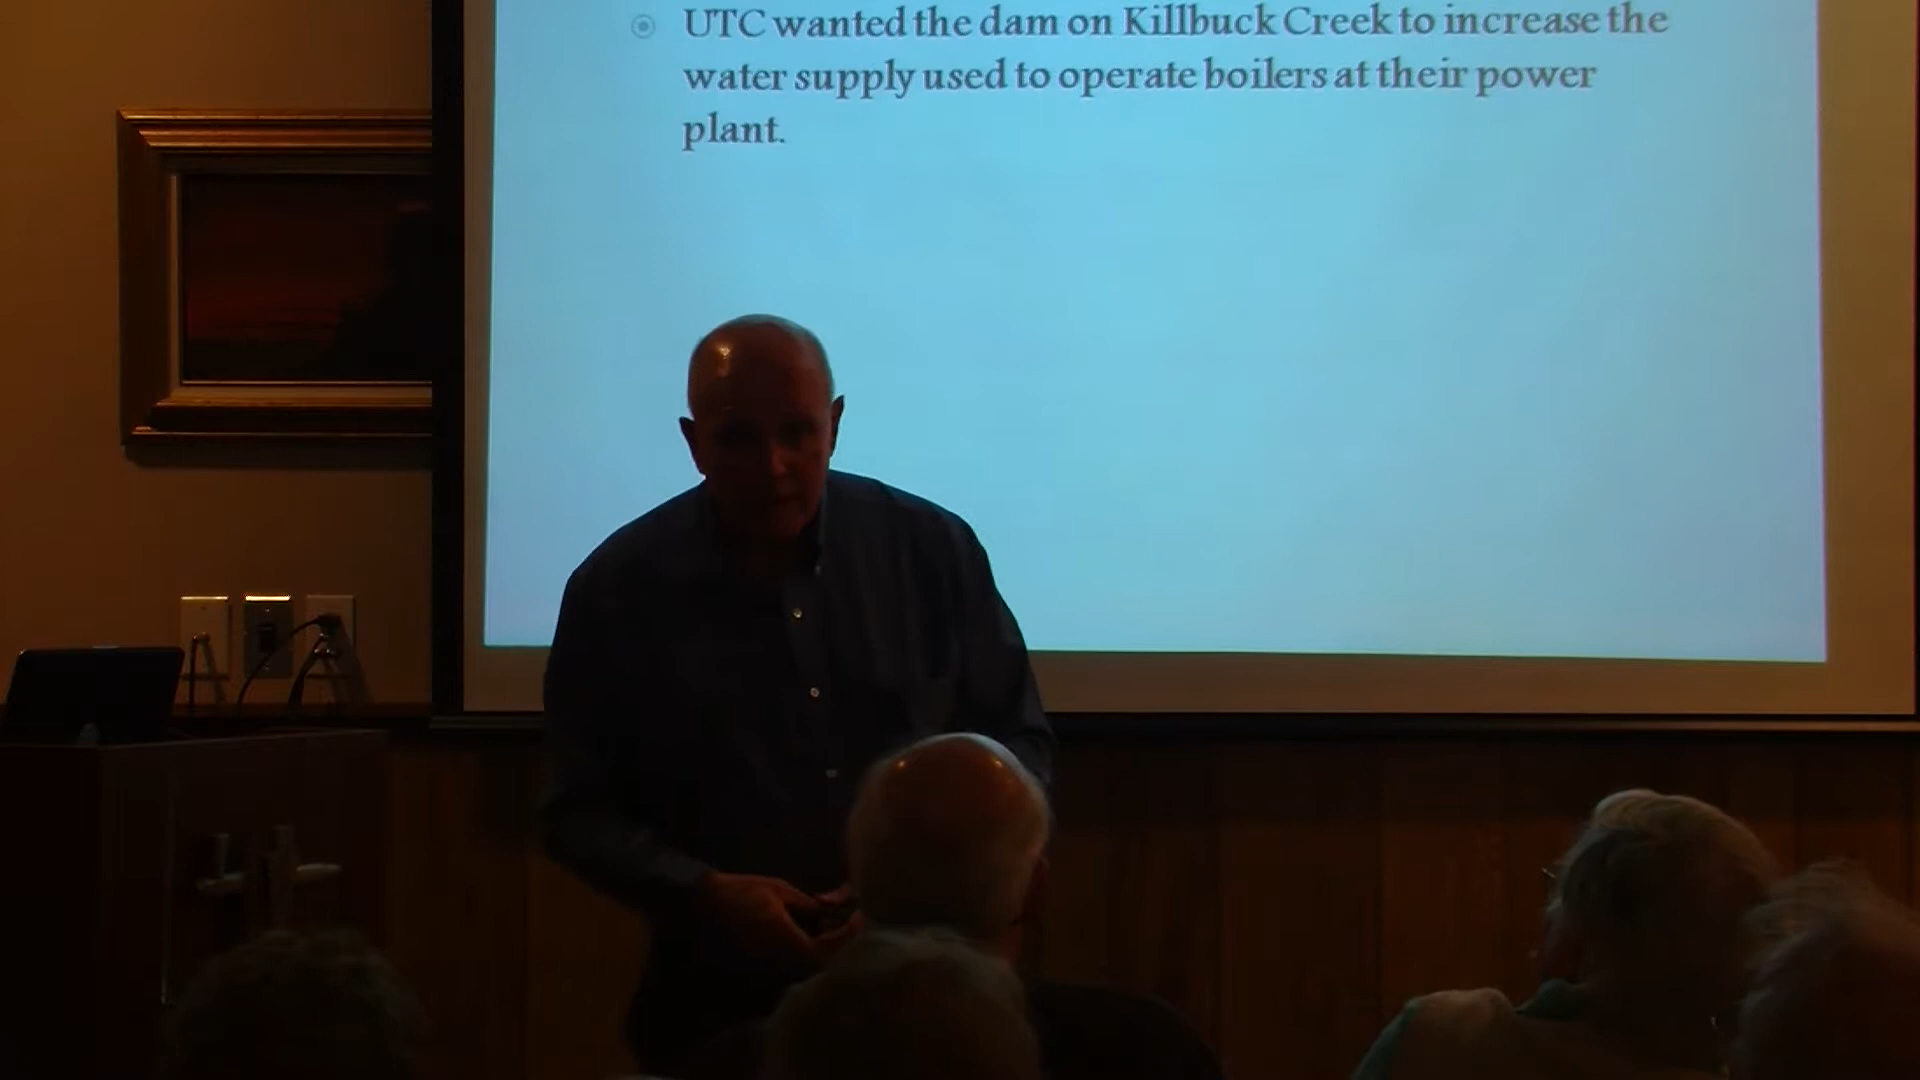 UTC wanted the dam on Killbuck Creek to increase the
water supply used to operate boilers at their power
plant.